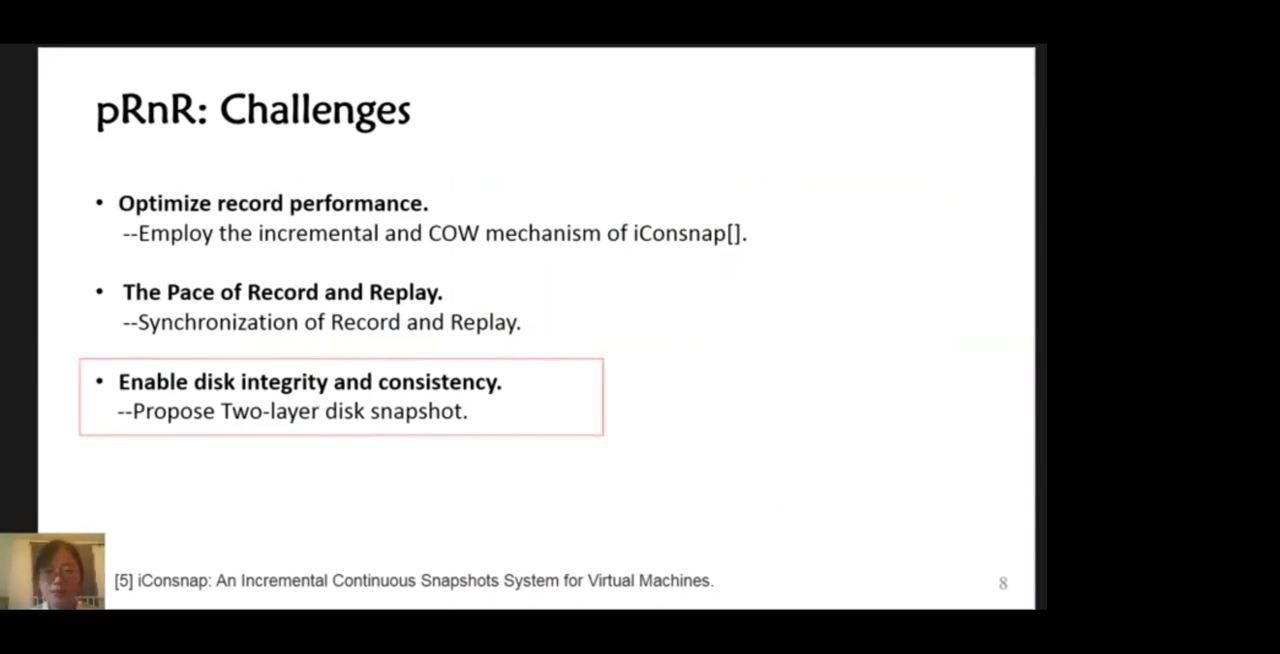 pRnR: Challenges
• Optimize record performance.
--Employ the incremental and COW mechanism of iConsnap[].
• The Pace of Record and Replay.
--Synchronization of Record and Replay.
• Enable disk integrity and consistency.
--Propose Two-layer disk snapshot.
[5] iConsnap: An Incremental Continuous Snapshots System for Virtual Machines.
8